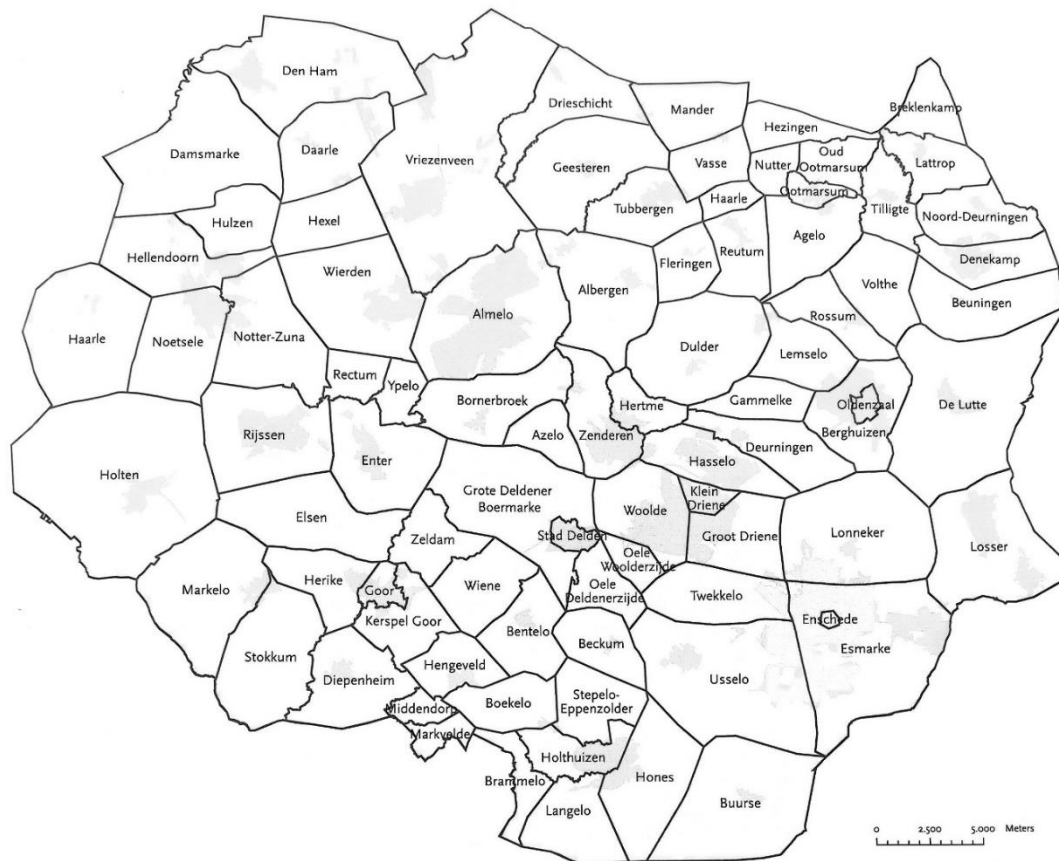 Den Ham
Drieschicht
Mander
Breklenkamp
Hezingen
Damsmarke
Daarle
Vriezenveen
Geesteren
Vasse
Nutter
Oud
Ootmarsum
Lattrop
Ootmarsum
Haarle
Tubbergen
Tilligte
Noord-Deurningen
Hulzen
Hexel
Agelo
Hellendoorn
Wierden
Fleringen
Reutum
Denekamp
Albergen
Volthe
Beuningen
Almelo
Rossum
Haarle
Noetsele
Notter-Zuna
Dulder
Lemselo
Rectum
Ypelo
Bornerbroek
Hertme
Gammelke
Oldenzaal
De Lutte
Berghuizen
Rijssen
Azelo
Zenderen
Deurningen
Enter
Hasselo
Holten
Grote Deldener
Boermarke
Klein
Driene
Woolde
Elsen
Stad Delden
Groot Driene
Lonneker
Losser
Zeldam
Oele
Woolderzijde
Herike
Goor
Wiene
Oele
Deldenerzijde
Markelo
Twekkelo
Kerspel Goor
Enschede
Bentelo
Beckum
Esmarke
Stokkum
Hengeveld
Diepenheim
Usselo
Middendorp
Boekelo
Stepelo-
Eppenzolder
Markvelde
Holthuizen
Brammelo
Hones
Langelo
Buurse
0 2.500 5.000 Meters